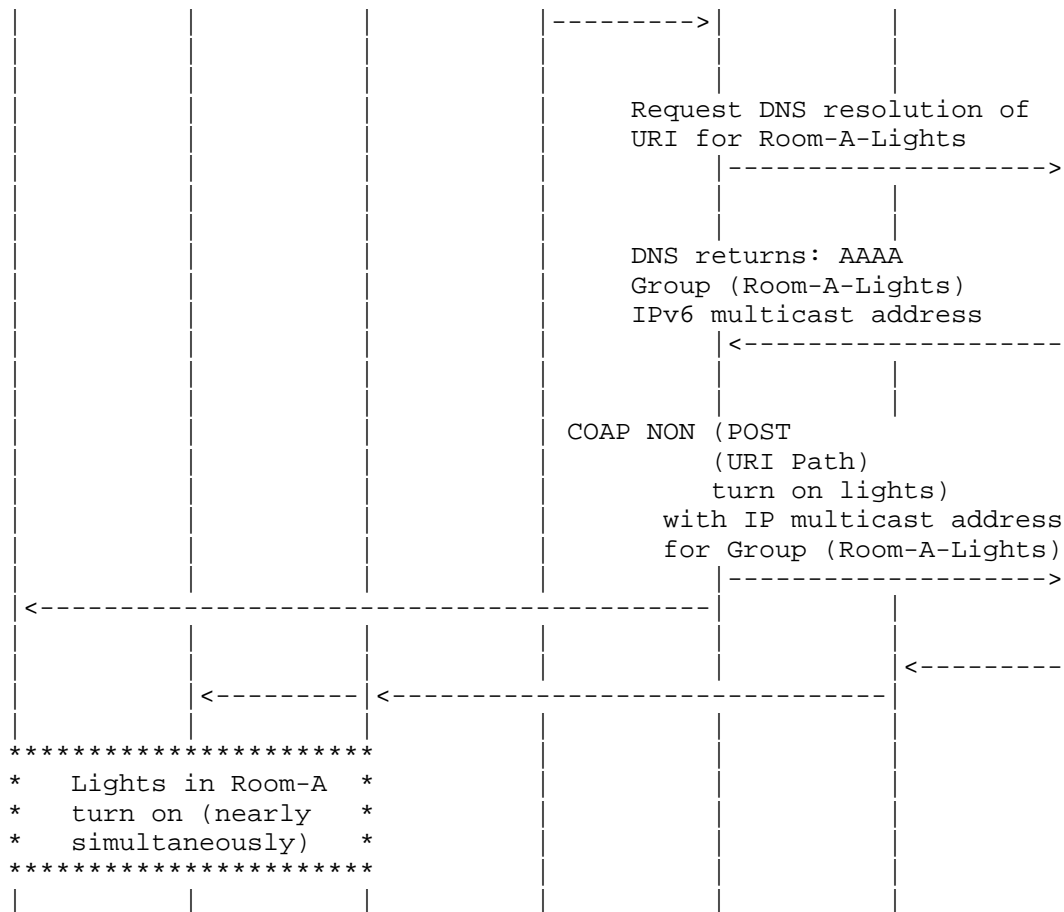 Request DNS resolution of
URI for Room-A-Lights
DNS returns: AAAA
Group (Room-A-Lights)
IPv6 multicast address
COAP NON (POST
(URI Path)
turn on lights)
with IP multicast address
for Group (Room-A-Lights)
Lights in Room-A
turn on (nearly
simultaneously)